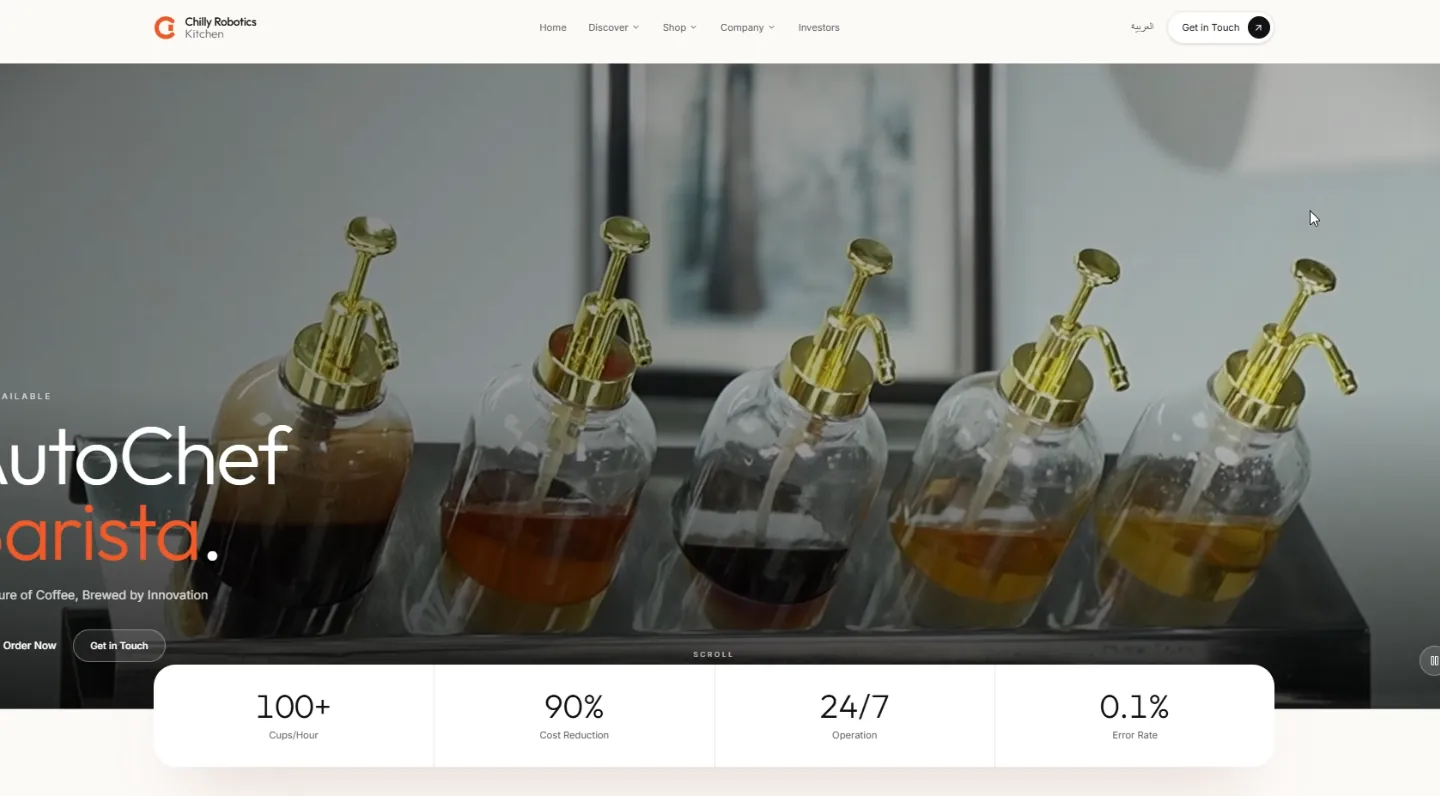 Chilly Robotics
Kitchen
Home
Discover
Shop
Company
Investors
العربية
Get in Touch
AILABLE
AutoChef
Barista.
ure of Coffee, Brewed by Innovation
Order Now
Get in Touch
SCROLL
100+
Cups/Hour
90%
Cost Reduction
24/7
Operation
0.1%
Error Rate